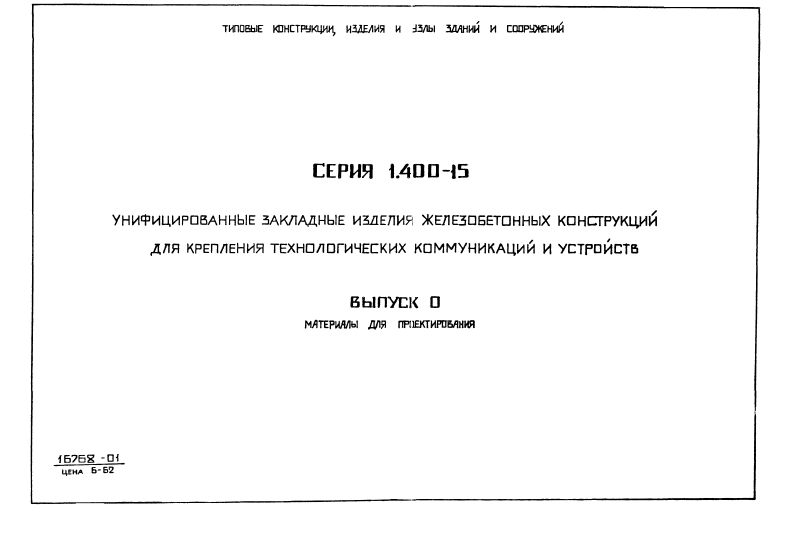 ТИПОВЫЕ КОНСТРУКЦИИ, ИЗДЕЛИЯ И УЗЛЫ ЗДАНИЙ И СООРУЖЕНИЙ
СЕРИЯ 1.400-15
УНИФИЦИРОВАННЫЕ ЗАКЛАДНЫЕ ИЗДЕЛИЯ ЖЕЛЕЗОБЕТОННЫХ КОНСТРУКЦИЙ
ДЛЯ КРЕПЛЕНИЯ ТЕХНОЛОГИЧЕСКИХ КОММУНИКАЦИЙ И УСТРОЙСТВ
ВЫПУСК 0
МАТЕРИАЛЫ ДЛЯ ПРОЕКТИРОВАНИЯ
15768 -01
ЦЕНА 6-62